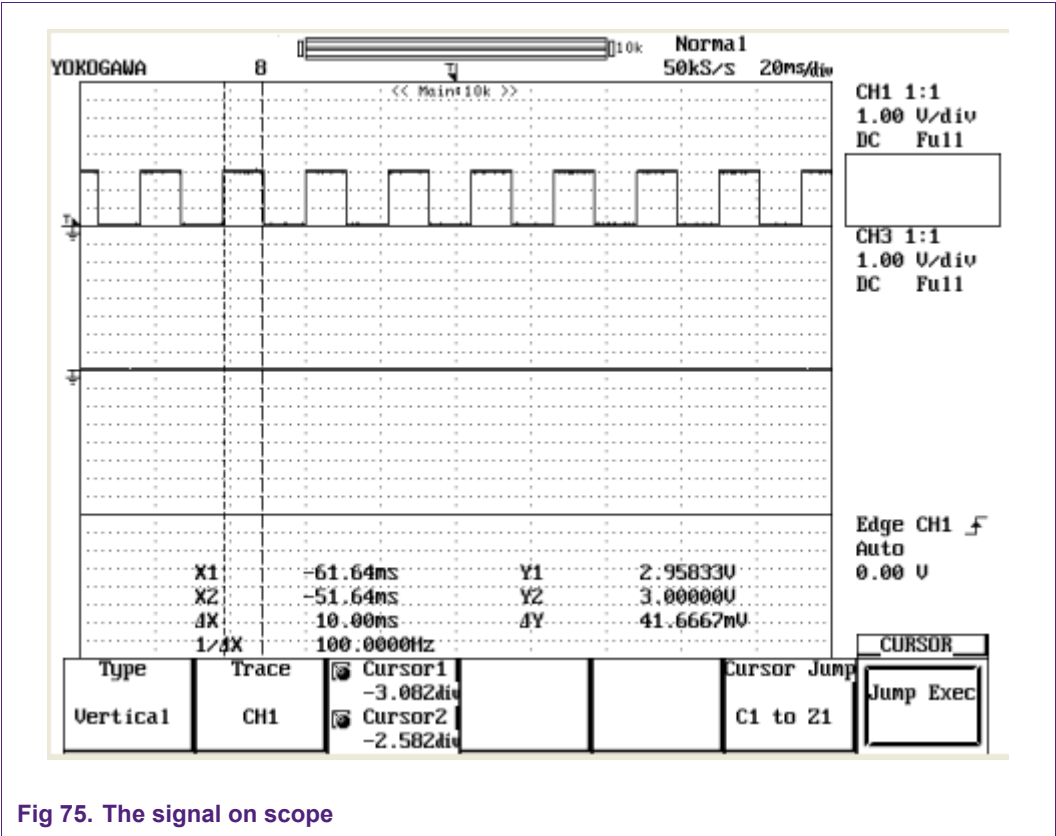 10k Normal
YOKOGAWA 8 50kS/s 20ms/div
<< Main:10k >>
CH1 1:1
1.00 V/div
DC Full
CH3 1:1
1.00 V/div
DC Full
Edge CH1
Auto
0.00 V
X1 -61.64ms Y1 2.95833V
X2 -51.64ms Y2 3.00000V
ΔX 10.00ms ΔY 41.6667mV
1/ΔX 100.0000Hz
CURSOR
Type Trace Cursor1 Cursor Jump
-3.082div Jump Exec
Vertical CH1 Cursor2 C1 to Z1
-2.582div
Fig 75. The signal on scope